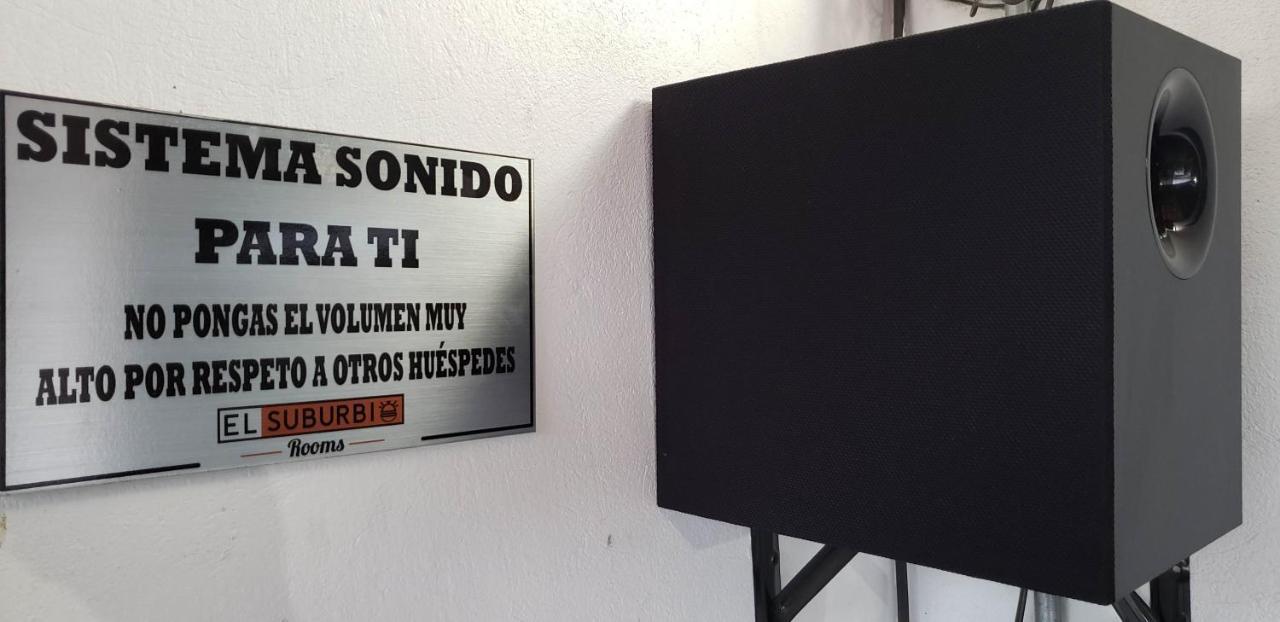 SISTEMA SONIDO
PARA TI
NO PONGAS EL VOLUMEN MUY
ALTO POR RESPETO A OTROS HUÉSPEDES
EL SUBURBIO
Rooms